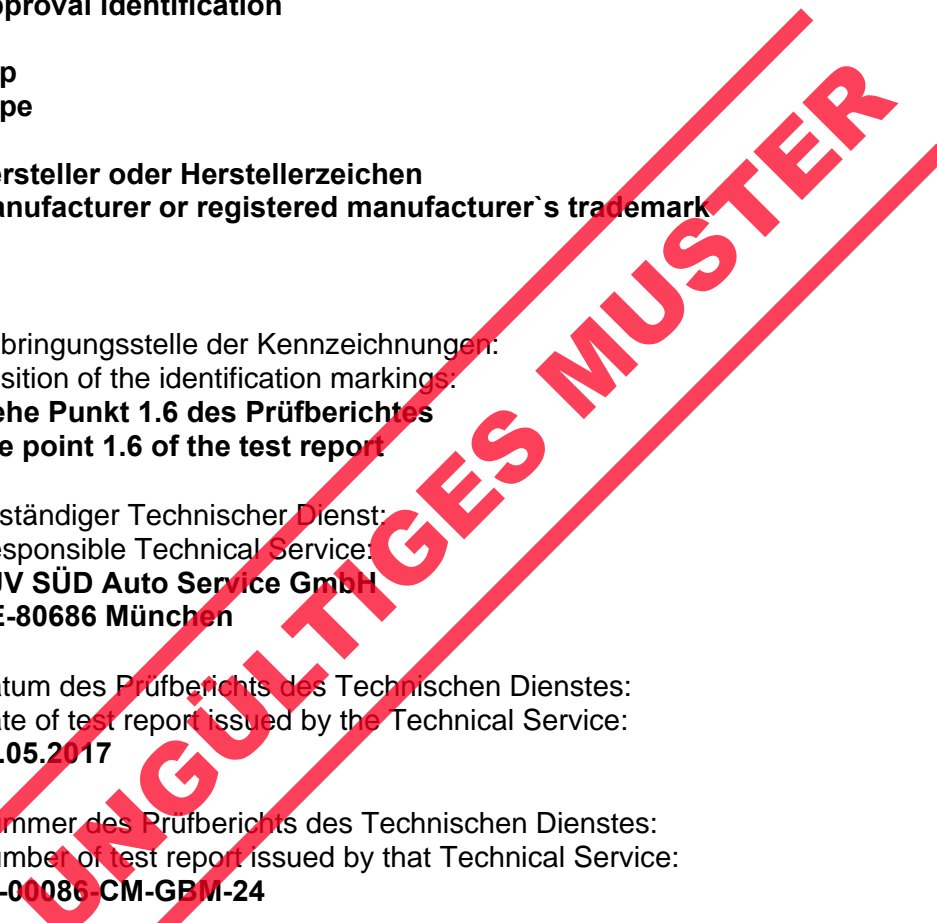 pproval identification
p
pe
ersteller oder Herstellerzeichen
anufacturer or registered manufacturer`s trademark
bringungsstelle der Kennzeichnungen:
sition of the identification markings:
ehe Punkt 1.6 des Prüfberichtes
e point 1.6 of the test report
ständiger Technischer Dienst:
esponsible Technical Service:
ÜV SÜD Auto Service GmbH
E-80686 München
atum des Prüfberichts des Technischen Dienstes:
ate of test report issued by the Technical Service:
.05.2017
ummer des Prüfberichts des Technischen Dienstes:
umber of test report issued by that Technical Service:
-00086-CM-GBM-24
UNGÜLTIGES MUSTER